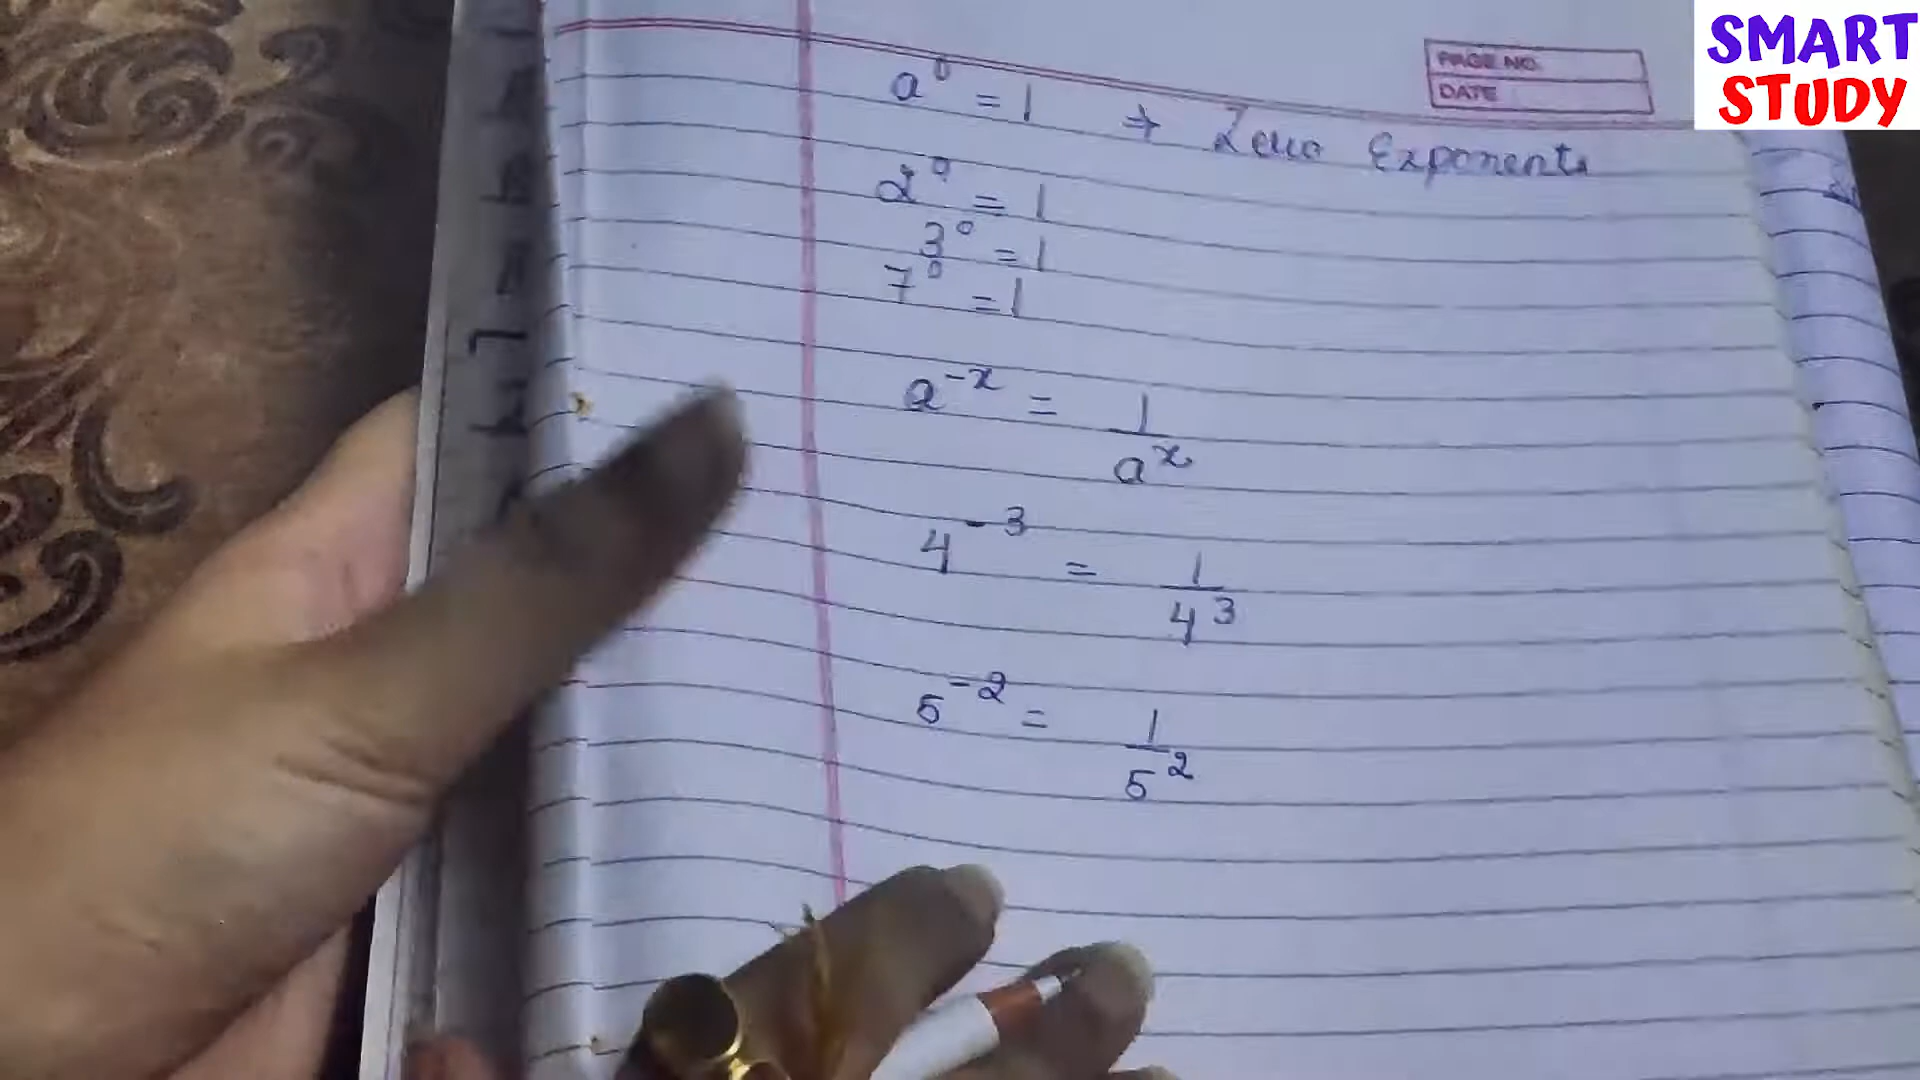 SMART
STUDY
PAGE NO.
DATE
a⁰ = 1 → Zero Exponents
2⁰ = 1
3⁰ = 1
7⁰ = 1
a⁻ˣ = 1/aˣ
4⁻³ = 1/4³
5⁻² = 1/5²